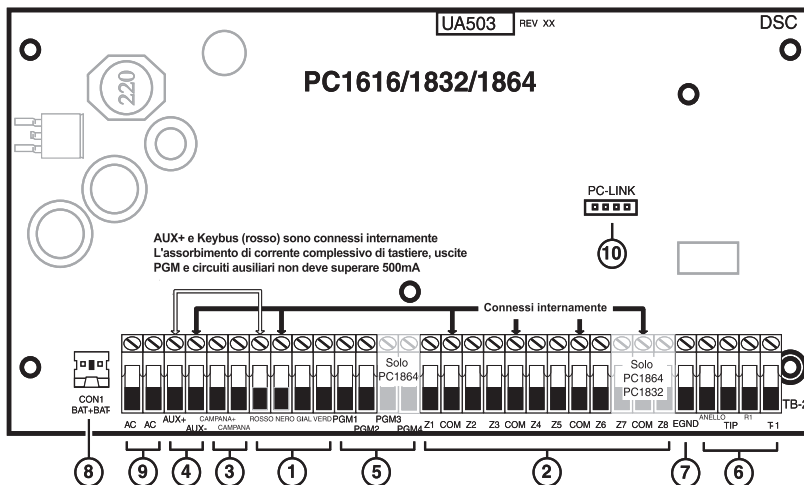 UA503 REV XX DSC
PC1616/1832/1864
220
PC-LINK
10
AUX+ e Keybus (rosso) sono connessi internamente
L'assorbimento di corrente complessivo di tastiere, uscite
PGM e circuiti ausiliari non deve superare 500mA
Connessi internamente
Solo
PC1864
Solo
PC1864
PC1832
CON1
BAT+BAT-
AC AC AUX+ AUX- CAMPANA+ CAMPANA ROSSO NERO GIAL VERD PGM1 PGM2 PGM3 PGM4 Z1 COM Z2 Z3 COM Z4 Z5 COM Z6 Z7 COM Z8 EGND ANELLO TIP R1 T-1
TB-2
8 9 4 3 1 5 2 7 6